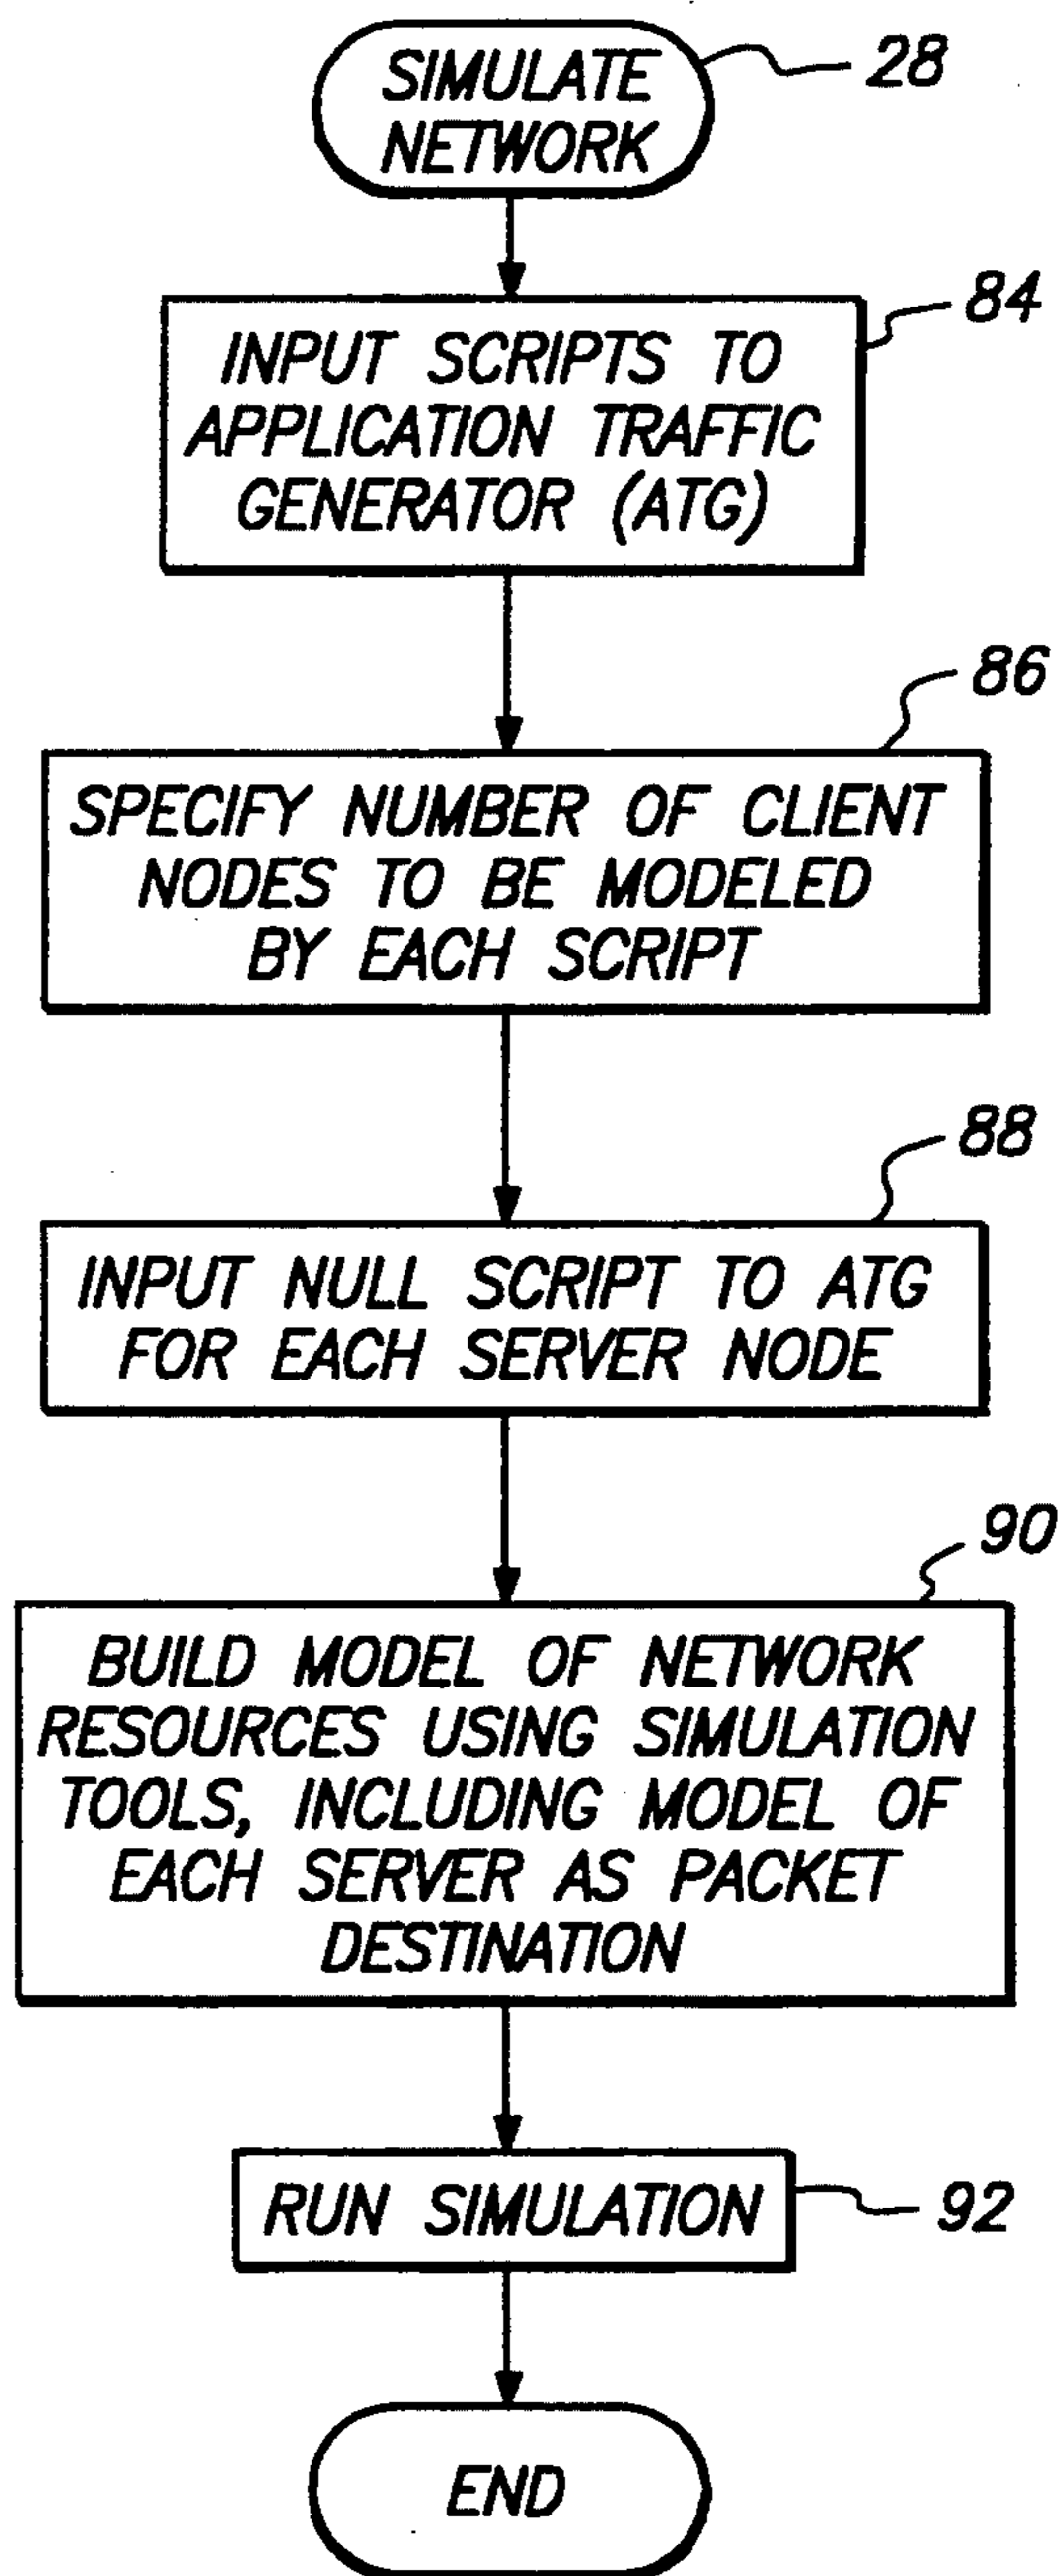 SIMULATE
NETWORK
28
INPUT SCRIPTS TO
APPLICATION TRAFFIC
GENERATOR (ATG)
84
SPECIFY NUMBER OF CLIENT
NODES TO BE MODELED
BY EACH SCRIPT
86
INPUT NULL SCRIPT TO ATG
FOR EACH SERVER NODE
88
BUILD MODEL OF NETWORK
RESOURCES USING SIMULATION
TOOLS, INCLUDING MODEL OF
EACH SERVER AS PACKET
DESTINATION
90
RUN SIMULATION
92
END